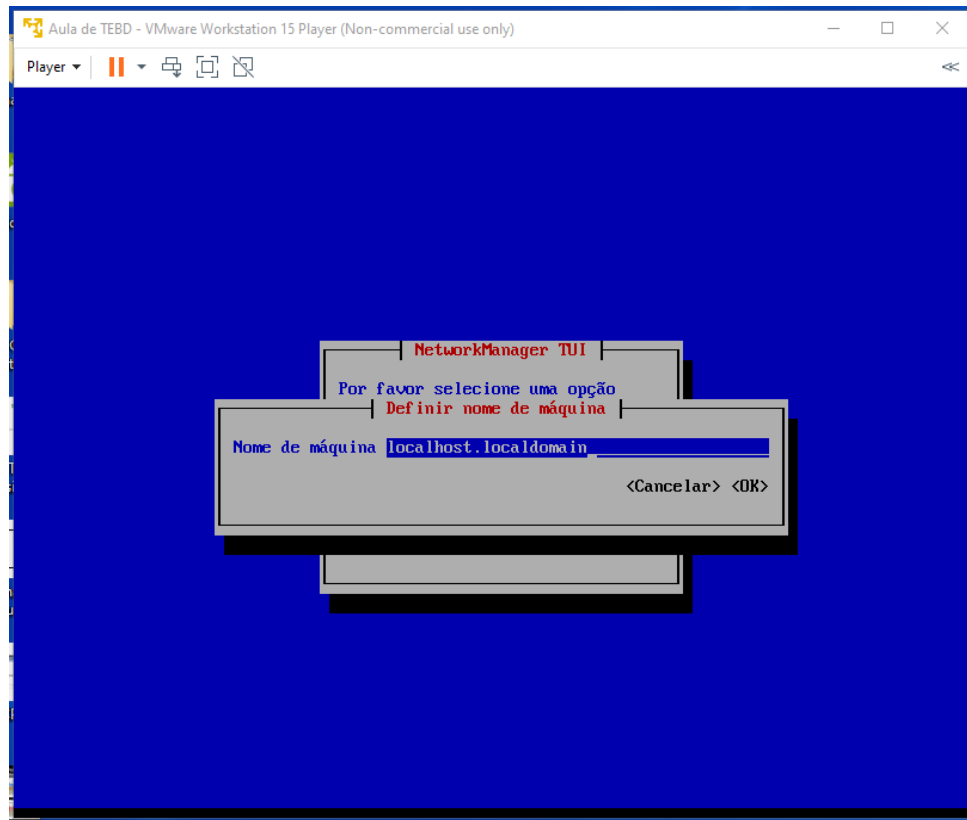 Aula de TEBD - VMware Workstation 15 Player (Non-commercial use only)
Player
NetworkManager TUI
Por favor selecione uma opção
Definir nome de máquina
Nome de máquina localhost.localdomain
<Cancelar> <OK>